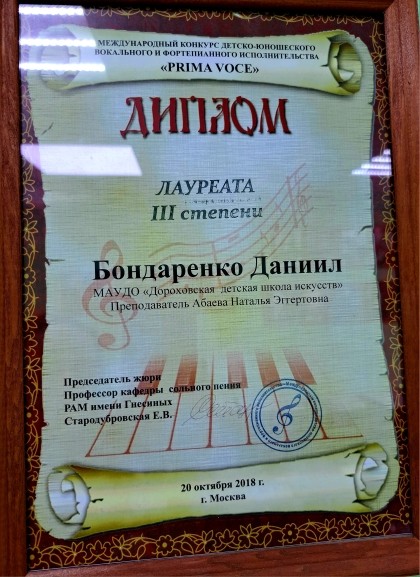 МЕЖДУНАРОДНЫЙ КОНКУРС ДЕТСКО-ЮНОШЕСКОГО
ВОКАЛЬНОГО И ФОРТЕПИАННОГО ИСПОЛНИТЕЛЬСТВА
«PRIMA VOCE»
ДИПЛОМ
ЛАУРЕАТА
III степени
Бондаренко Даниил
МАУДО «Дороховская детская школа искусств»
Преподаватель Абаева Наталья Эггертовна
Председатель жюри
Профессор кафедры сольного пения
РАМ имени Гнесиных
Стародубровская Е.В.
20 октября 2018 г.
г. Москва